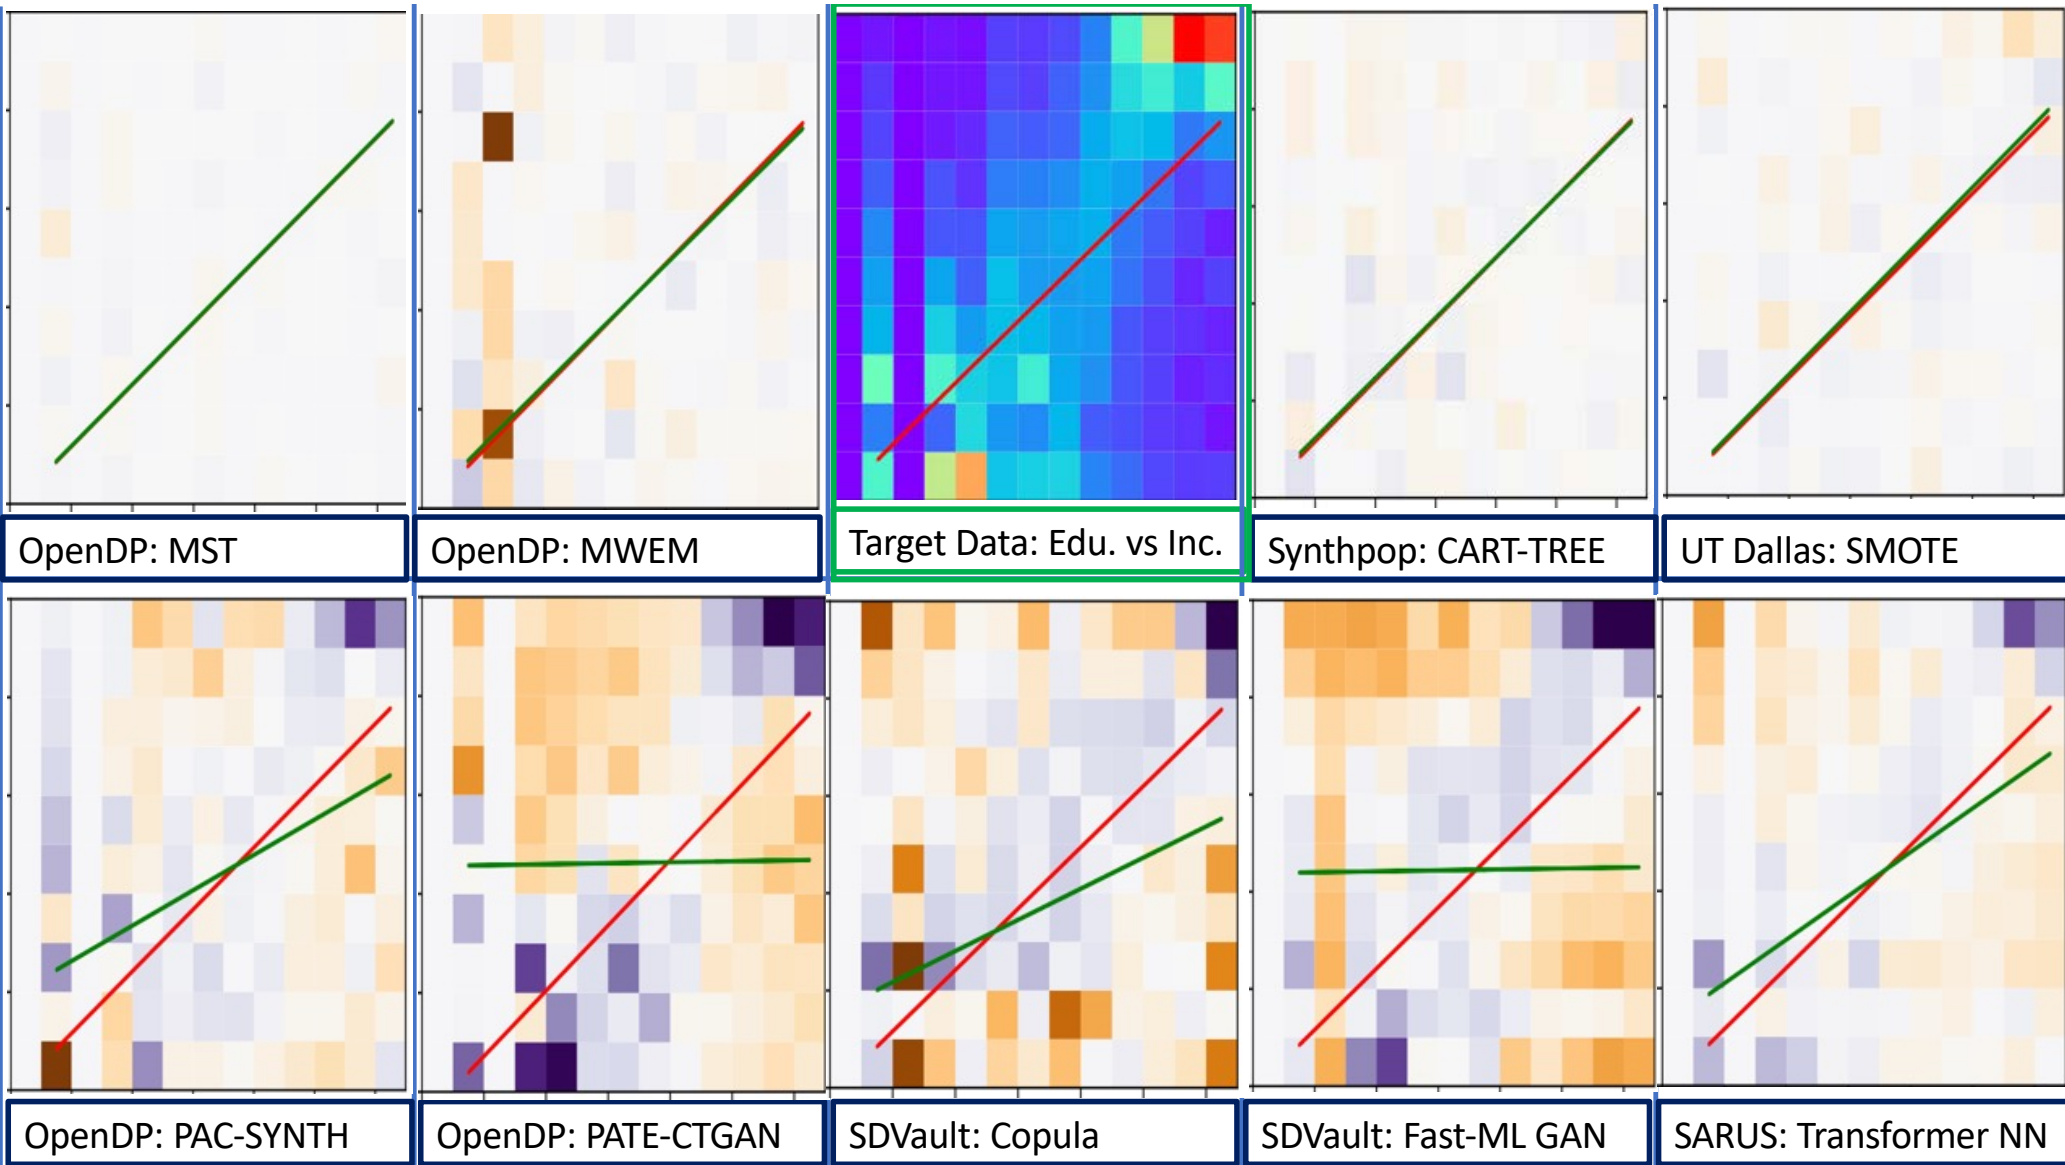 OpenDP: MST
OpenDP: MWEM
Target Data: Edu. vs Inc.
Synthpop: CART-TREE
UT Dallas: SMOTE
OpenDP: PAC-SYNTH
OpenDP: PATE-CTGAN
SDVault: Copula
SDVault: Fast-ML GAN
SARUS: Transformer NN